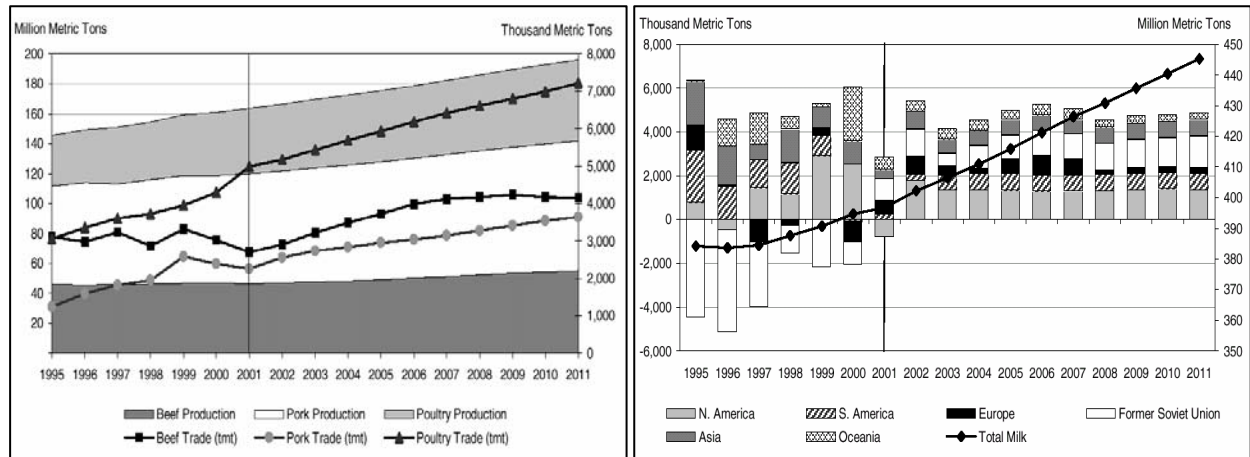 Million Metric Tons Thousand Metric Tons
200 8,000
180 7,000
160 6,000
140
120 5,000
100 4,000
80 3,000
60 2,000
40
20 1,000
0
1995 1996 1997 1998 1999 2000 2001 2002 2003 2004 2005 2006 2007 2008 2009 2010 2011
Beef Production Pork Production Poultry Production
Beef Trade (tmt) Pork Trade (tmt) Poultry Trade (tmt)
Thousand Metric Tons Million Metric Tons
8,000 450
440
6,000 430
4,000 420
410
2,000 400
0
390
-2,000 380
370
-4,000 360
-6,000 350
1995 1996 1997 1998 1999 2000 2001 2002 2003 2004 2005 2006 2007 2008 2009 2010 2011
N. America S. America Europe Former Soviet Union
Asia Oceania Total Milk